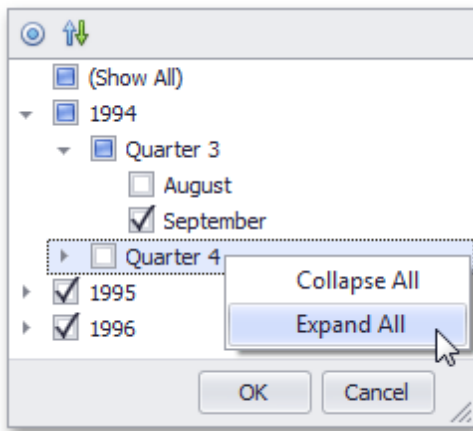 (Show All)
1994
Quarter 3
August
September
Quarter 4
Collapse All
1995
Expand All
1996
OK
Cancel